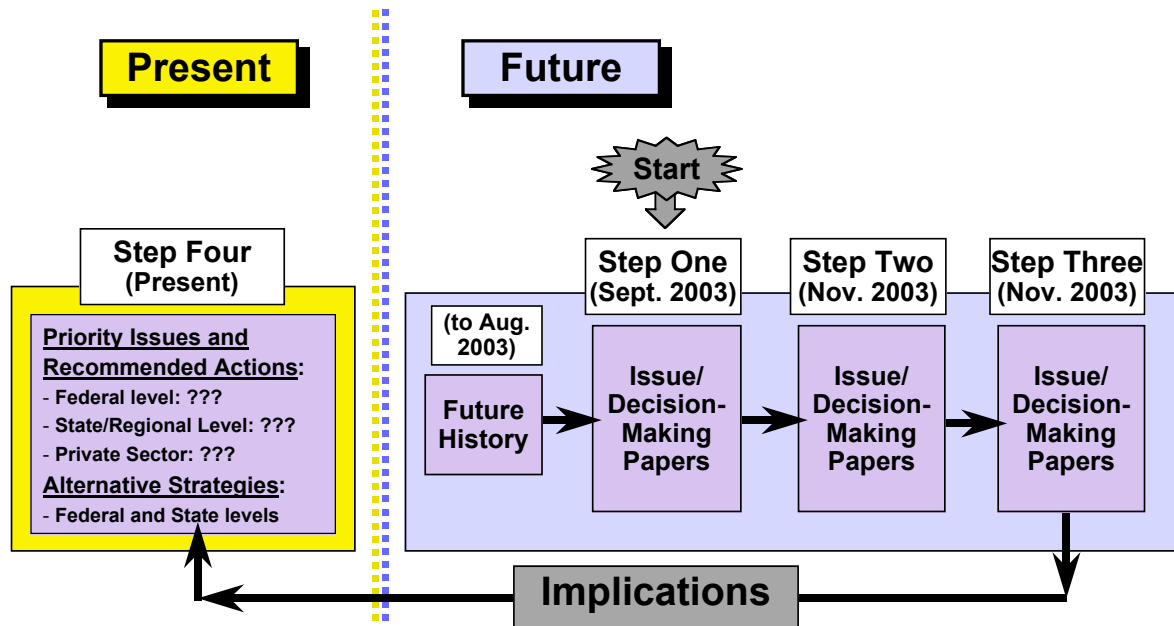 Present
Future
Start
Step Four
(Present)
Priority Issues and
Recommended Actions:
- Federal level: ???
- State/Regional Level: ???
- Private Sector: ???
Alternative Strategies:
- Federal and State levels
(to Aug.
2003)
Future
History
Step One
(Sept. 2003)
Issue/
Decision-
Making
Papers
Step Two
(Nov. 2003)
Issue/
Decision-
Making
Papers
Step Three
(Nov. 2003)
Issue/
Decision-
Making
Papers
Implications